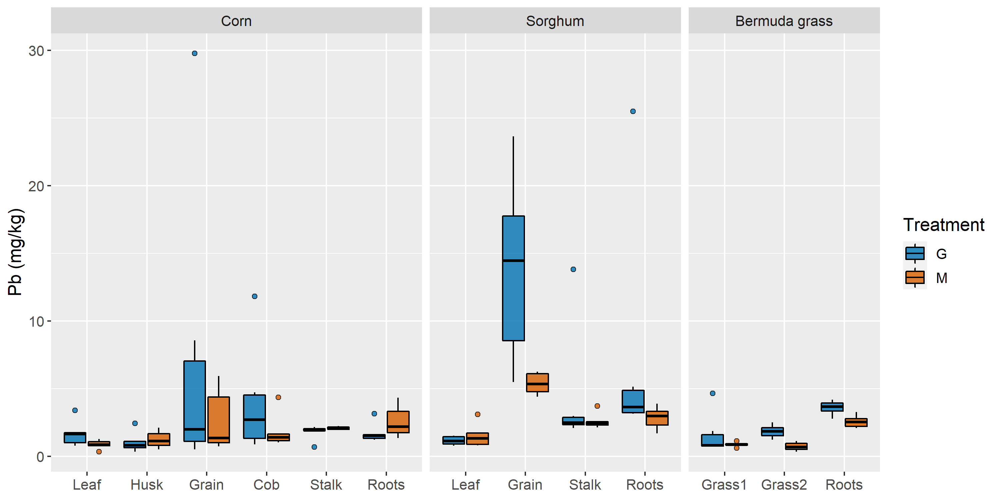 Corn Sorghum Bermuda grass
30
20
10
0
Pb (mg/kg)
Leaf Husk Grain Cob Stalk Roots Leaf Grain Stalk Roots Grass1 Grass2 Roots
Treatment
G
M